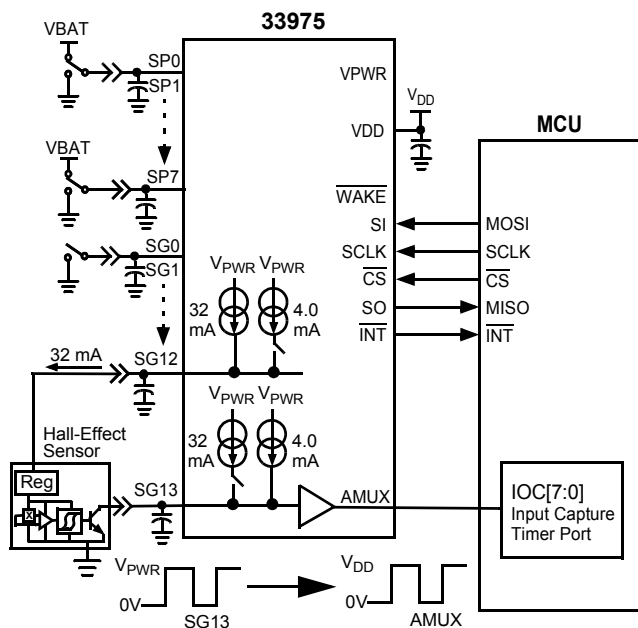 33975
VBAT
SP0
SP1
VPWR
VDD
VDD
MCU
VBAT
SP7
WAKE
SI
MOSI
SG0
SG1
SCLK
SCLK
CS
CS
SO
MISO
INT
INT
VPWR VPWR
32 mA
4.0 mA
32 mA
SG12
VPWR VPWR
32 mA
4.0 mA
Hall-Effect
Sensor
Reg
X
SG13
AMUX
IOC[7:0]
Input Capture
Timer Port
VPWR
0V
SG13
VDD
0V
AMUX